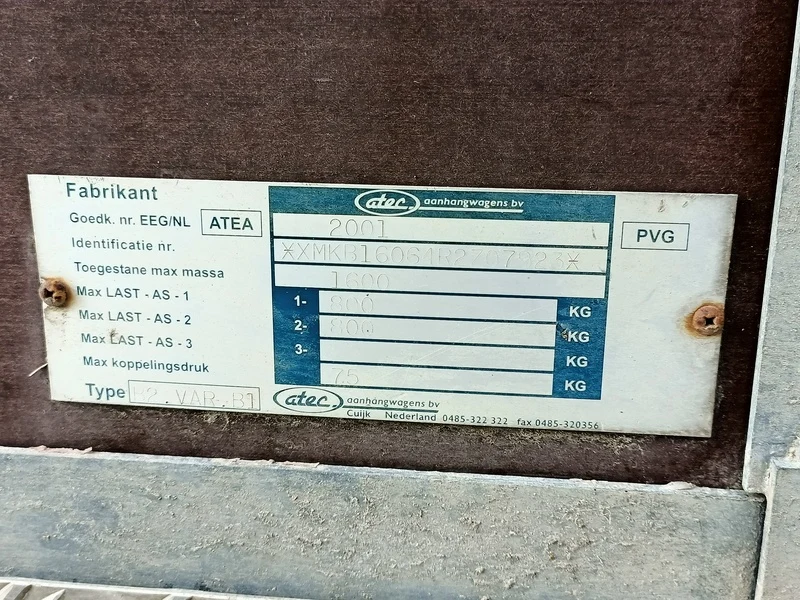 Fabrikant
atec. aanhangwagens bv
Goedk. nr. EEG/NL ATEA 2001 PVG
Identificatie nr.
Toegestane max massa 1600
Max LAST - AS - 1 1- 800 KG
Max LAST - AS - 2 2- 800 KG
Max LAST - AS - 3 3- KG
Max koppelingsdruk 75 KG
Type B2.VAR.B1
atec. aanhangwagens bv
Cuijk Nederland 0485-322 322 fax 0485-320356